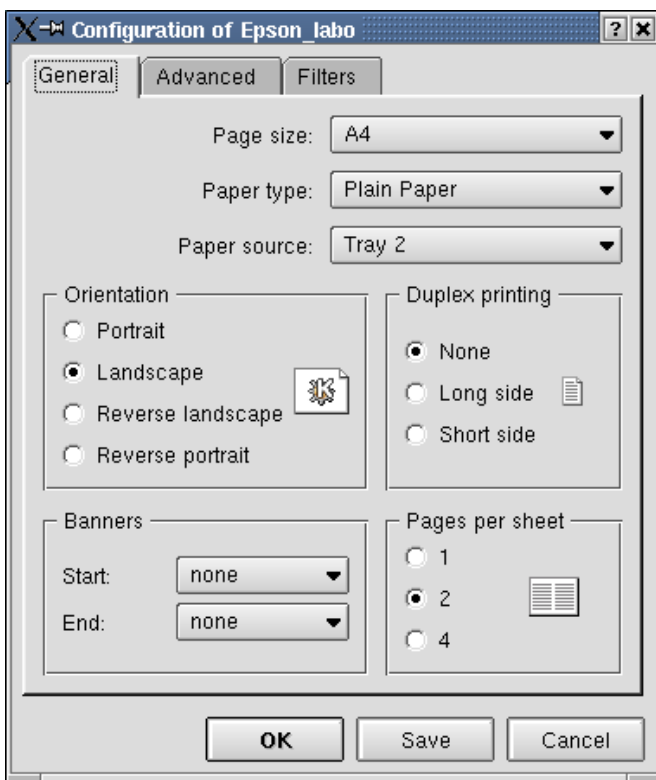 Configuration of Epson_labo
General Advanced Filters
Page size: A4
Paper type: Plain Paper
Paper source: Tray 2
Orientation
Portrait
Landscape
Reverse landscape
Reverse portrait
Duplex printing
None
Long side
Short side
Banners
Start: none
End: none
Pages per sheet
1
2
4
OK Save Cancel